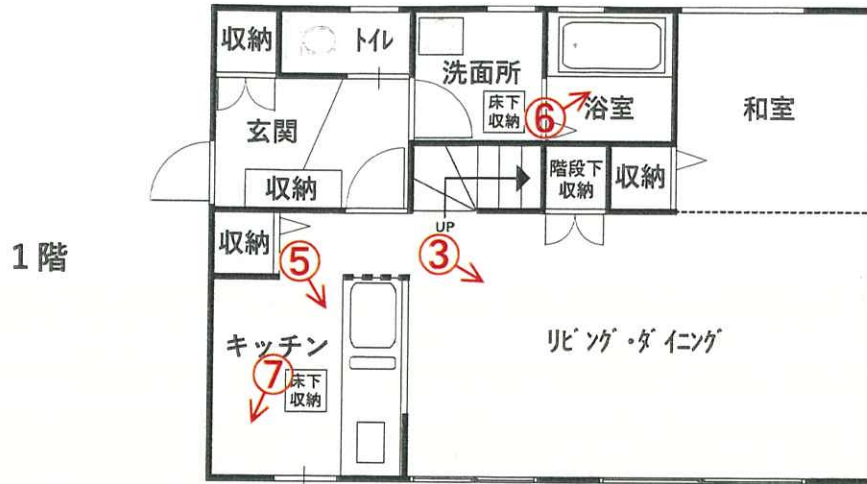 収納
トイレ
洗面所
床下
収納
⑥
浴室
和室
玄関
収納
階段下
収納
収納
UP
1階
収納
⑤
③
キッチン
⑦
床下
収納
リビング・ダイニング